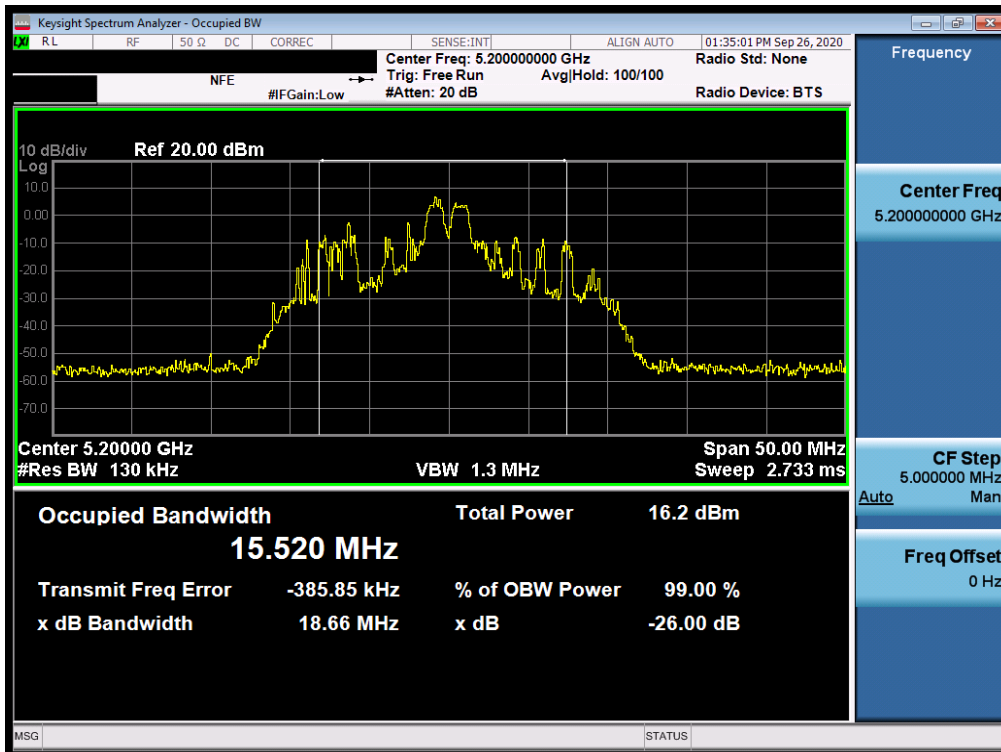 Keysight Spectrum Analyzer - Occupied BW
LXI RL RF 50 Ω DC CORREC SENSE:INT ALIGN AUTO 01:35:01 PM Sep 26, 2020
Center Freq: 5.200000000 GHz Radio Std: None
NFE Trig: Free Run Avg|Hold: 100/100
#IFGain:Low #Atten: 20 dB Radio Device: BTS
10 dB/div Ref 20.00 dBm
Log
10.0
0.00
-10.0
-20.0
-30.0
-40.0
-50.0
-60.0
-70.0
Center 5.20000 GHz Span 50.00 MHz
#Res BW 130 kHz VBW 1.3 MHz Sweep 2.733 ms
Occupied Bandwidth Total Power 16.2 dBm
15.520 MHz
Transmit Freq Error -385.85 kHz % of OBW Power 99.00 %
x dB Bandwidth 18.66 MHz x dB -26.00 dB
MSG STATUS
Frequency
Center Freq
5.200000000 GHz
CF Step
5.000000 MHz
Auto Man
Freq Offset
0 Hz